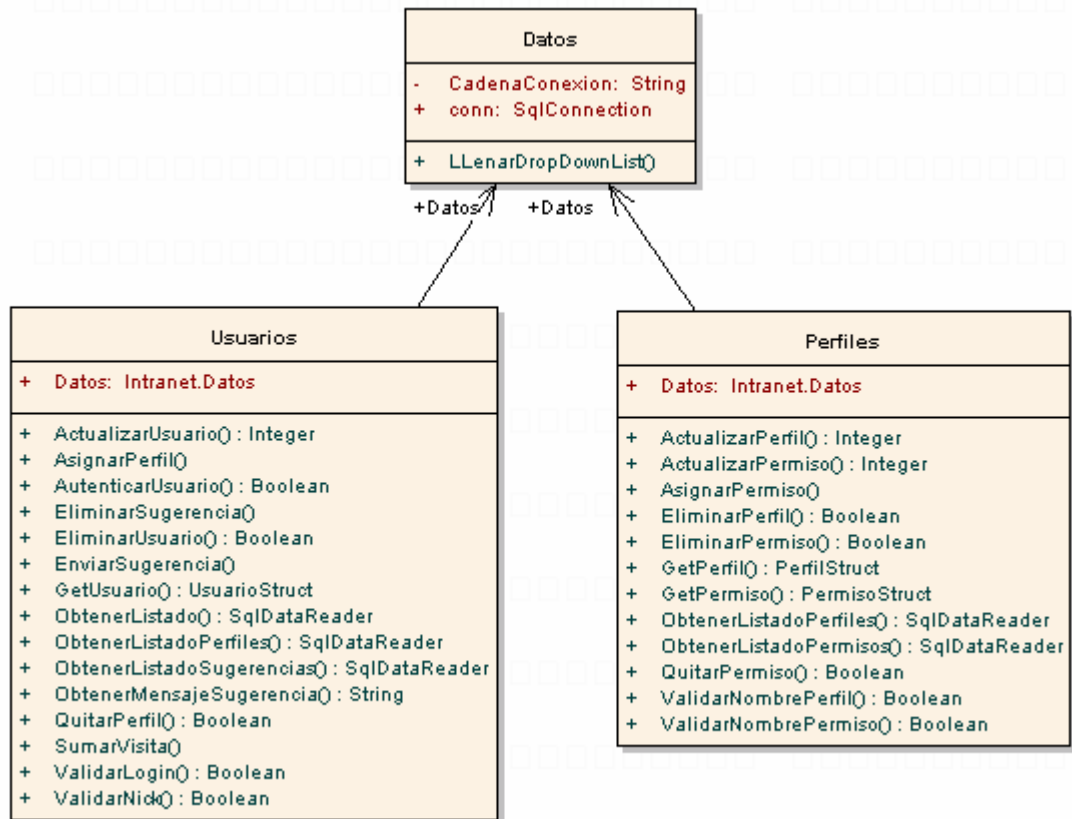 Datos
- CadenaConexion: String
+ conn: SqlConnection
+ LLenarDropDownList()
+Datos +Datos
Usuarios
+ Datos: Intranet.Datos
+ ActualizarUsuario() : Integer
+ AsignarPerfil()
+ AutenticarUsuario() : Boolean
+ EliminarSugerencia()
+ EliminarUsuario() : Boolean
+ EnviarSugerencia()
+ GetUsuario() : UsuarioStruct
+ ObtenerListado() : SqlDataReader
+ ObtenerListadoPerfiles() : SqlDataReader
+ ObtenerListadoSugerencias() : SqlDataReader
+ ObtenerMensajeSugerencia() : String
+ QuitarPerfil() : Boolean
+ SumarVisita()
+ ValidarLogin() : Boolean
+ ValidarNick() : Boolean
Perfiles
+ Datos: Intranet.Datos
+ ActualizarPerfil() : Integer
+ ActualizarPermiso() : Integer
+ AsignarPermiso()
+ EliminarPerfil() : Boolean
+ EliminarPermiso() : Boolean
+ GetPerfil() : PerfilStruct
+ GetPermiso() : PermisoStruct
+ ObtenerListadoPerfiles() : SqlDataReader
+ ObtenerListadoPermisos() : SqlDataReader
+ QuitarPermiso() : Boolean
+ ValidarNombrePerfil() : Boolean
+ ValidarNombrePermiso() : Boolean